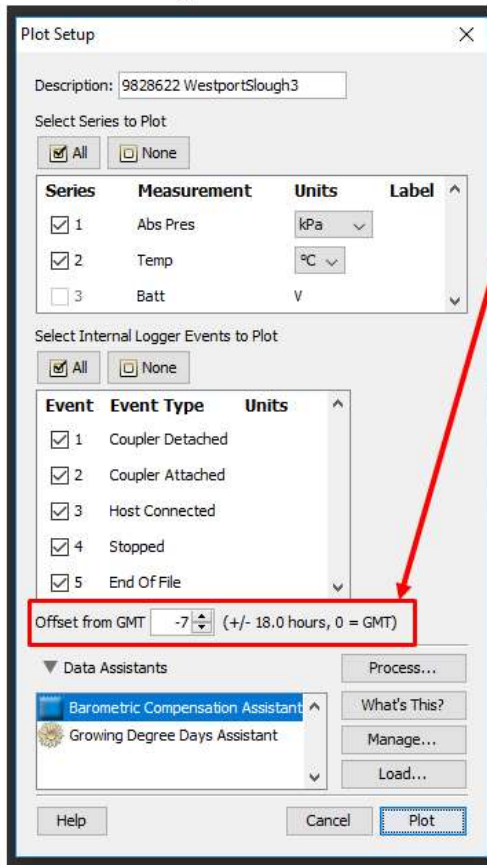 Plot Setup
Description: 9828622 WestportSlough3
Select Series to Plot
All None
Series Measurement Units Label
1 Abs Pres kPa
2 Temp °C
3 Batt V
Select Internal Logger Events to Plot
All None
Event Event Type Units
1 Coupler Detached
2 Coupler Attached
3 Host Connected
4 Stopped
5 End Of File
Offset from GMT -7 (+/- 18.0 hours, 0 = GMT)
Data Assistants Process...
Barometric Compensation Assistant What's This?
Growing Degree Days Assistant Manage...
Load...
Help Cancel Plot